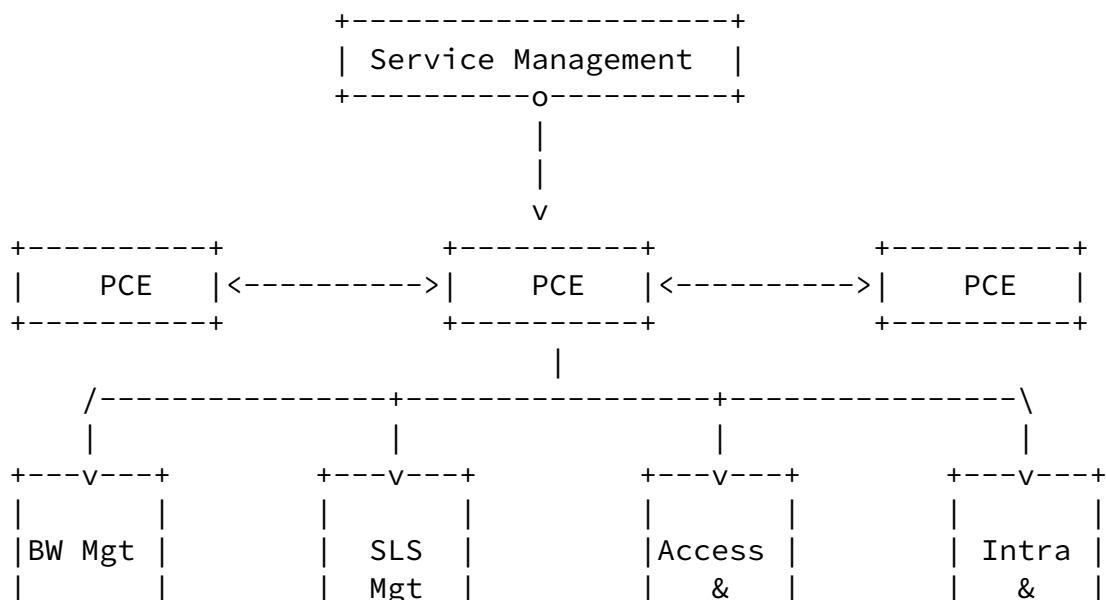 +----------------------+
| Service Management |
+----------o----------+
|
|
v
+----------+ +----------+ +----------+
| PCE |<---------->| PCE |<---------->| PCE |
+----------+ +----------+ +----------+
|
/----------------+-----------------+----------------\
| | | |
+---v---+ +---v---+ +---v---+ +---v---+
| | | | | | | |
|BW Mgt | | SLS | |Access | | Intra |
| | | Mgt | | & | | & |